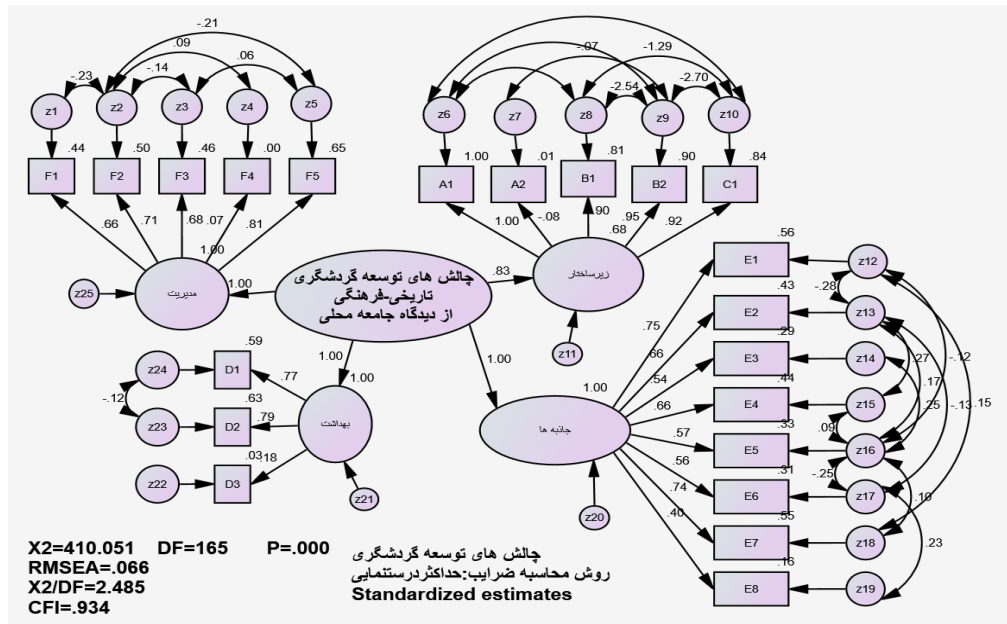 -.21
.09
-.23
-.14
.06
z1
z2
z3
z4
z5
.44
.50
.46
.00
.65
F1
F2
F3
F4
F5
.66
.71
.68
.07
.81
1.00
مدیریت
z25
1.00
-.07
-1.29
-2.54
-2.70
z6
z7
z8
z9
z10
1.00
.01
.81
.90
.84
A1
A2
B1
B2
C1
1.00
-.08
.90
.95
.92
.68
زیرساختار
.83
z11
چالش های توسعه گردشگری
تاریخی-فرهنگی
از دیدگاه جامعه محلی
1.00
1.00
1.00
1.00
z24
z23
z22
-.12
.59
D1
.63
D2
.03
D3
.77
.79
.18
بهداشت
z21
جاذبه ها
z20
.75
.66
.54
.66
.57
.56
.74
.40
.56
E1
.43
E2
.29
E3
.44
E4
.33
E5
.31
E6
.55
E7
.16
E8
z12
z13
z14
z15
z16
z17
z18
z19
-.28
.27
-.12
.17
.25
-.13
.15
.09
-.25
.10
.23
X2=410.051 DF=165 P=.000
RMSEA=.066
X2/DF=2.485
CFI=.934
چالش های توسعه گردشگری
روش محاسبه ضرایب:حداکثردرستنمایی
Standardized estimates